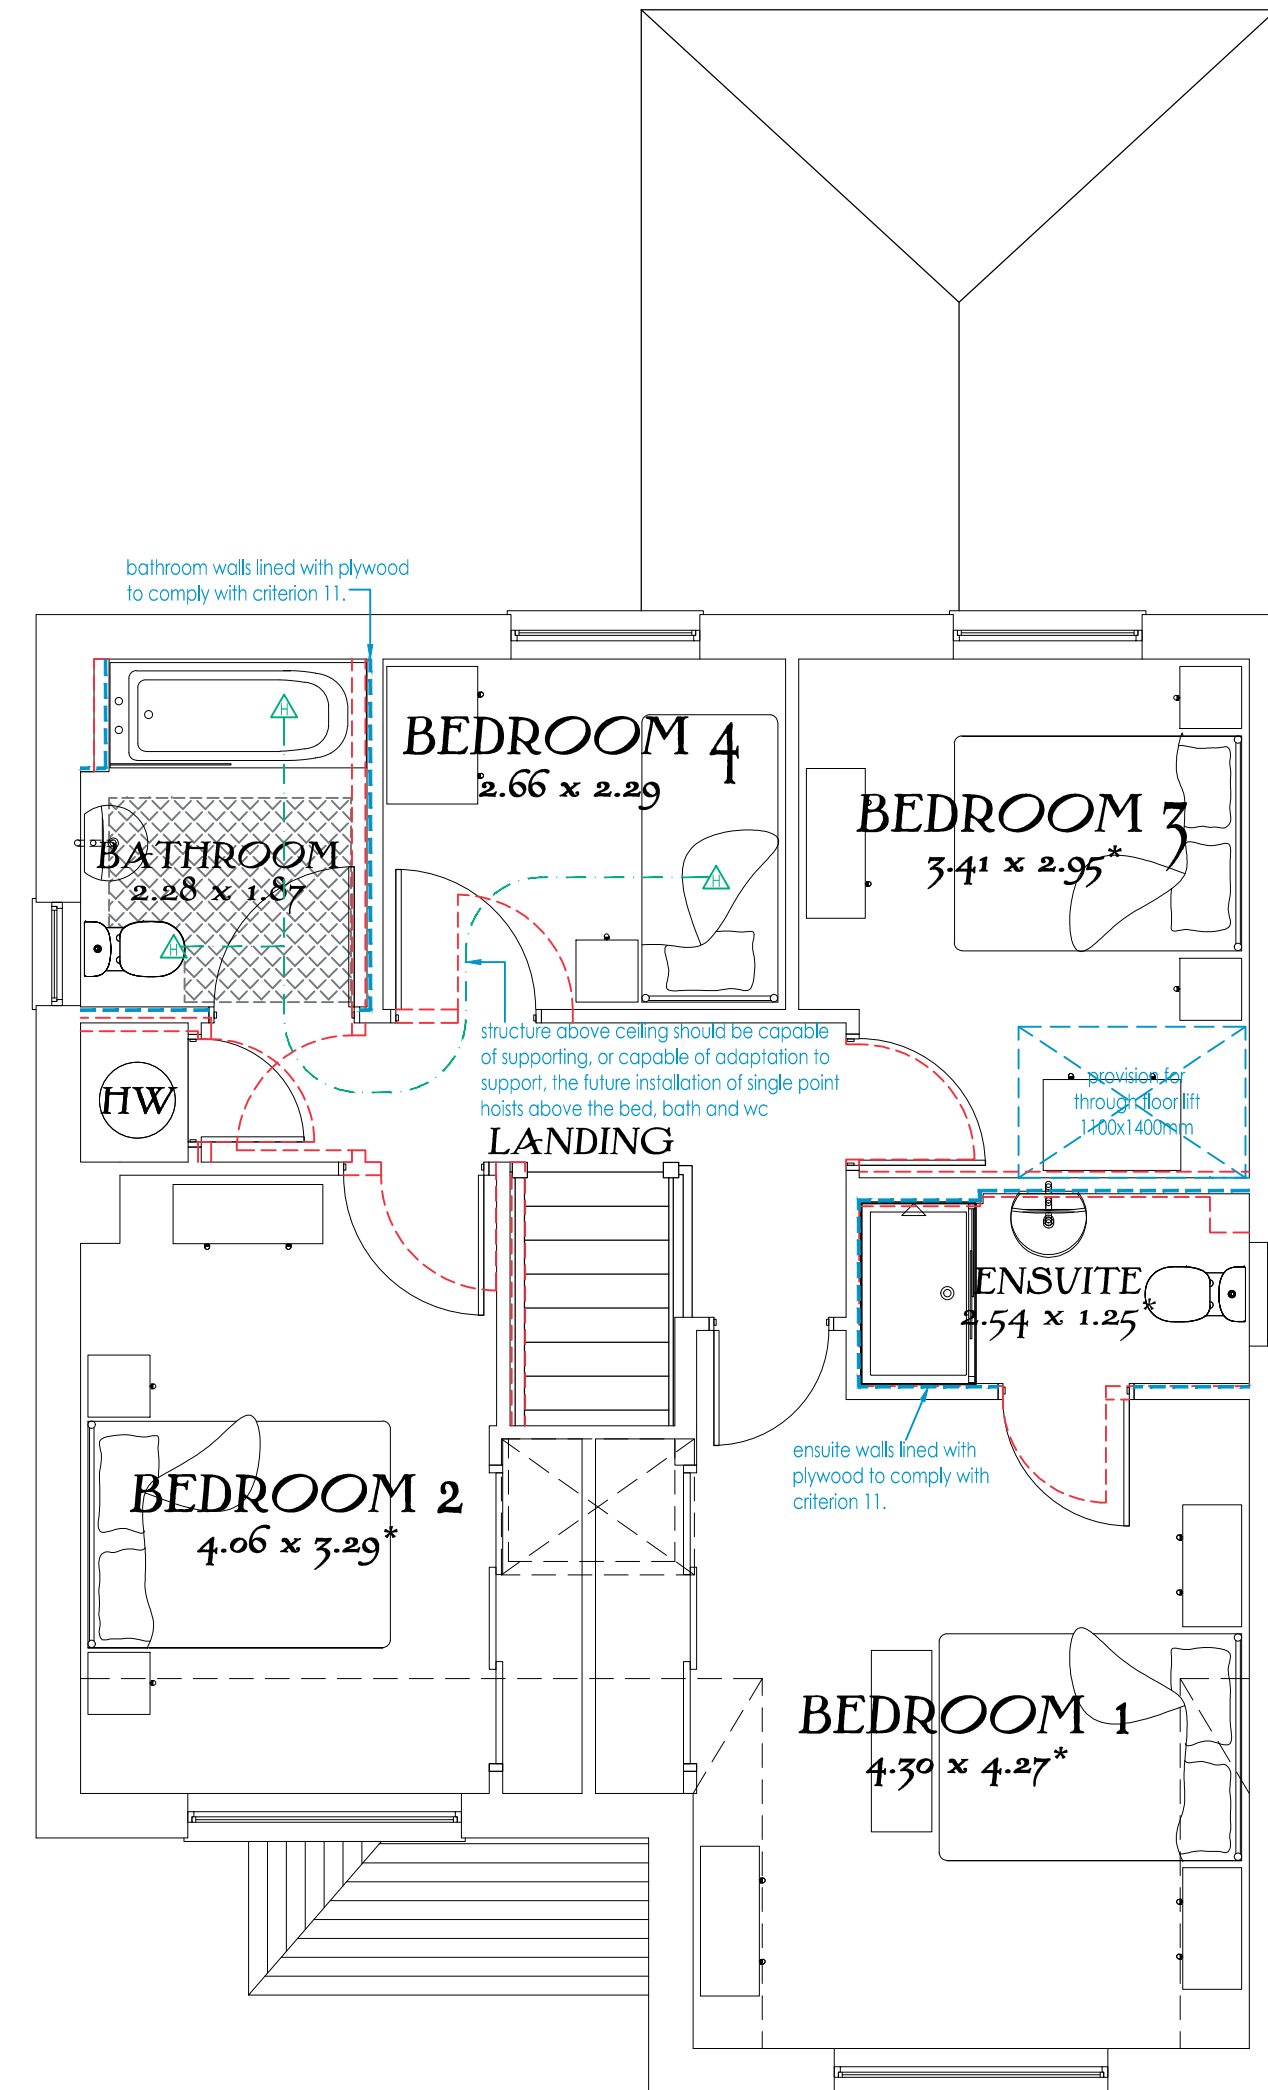 bathroom walls lined with plywood
to comply with criterion 11.
H
BEDROOM 4
2.66 x 2.29
BEDROOM 3
3.41 x 2.95*
BATHROOM
2.28 x 1.87
H
H
structure above ceiling should be capable
of supporting, or capable of adaptation to
support, the future installation of single point
hoists above the bed, bath and wc
provision for
through floor lift
1100x1400mm
HW
LANDING
ENSUITE
2.54 x 1.25*
ensuite walls lined with
plywood to comply with
criterion 11.
BEDROOM 2
4.06 x 3.29*
BEDROOM 1
4.30 x 4.27*